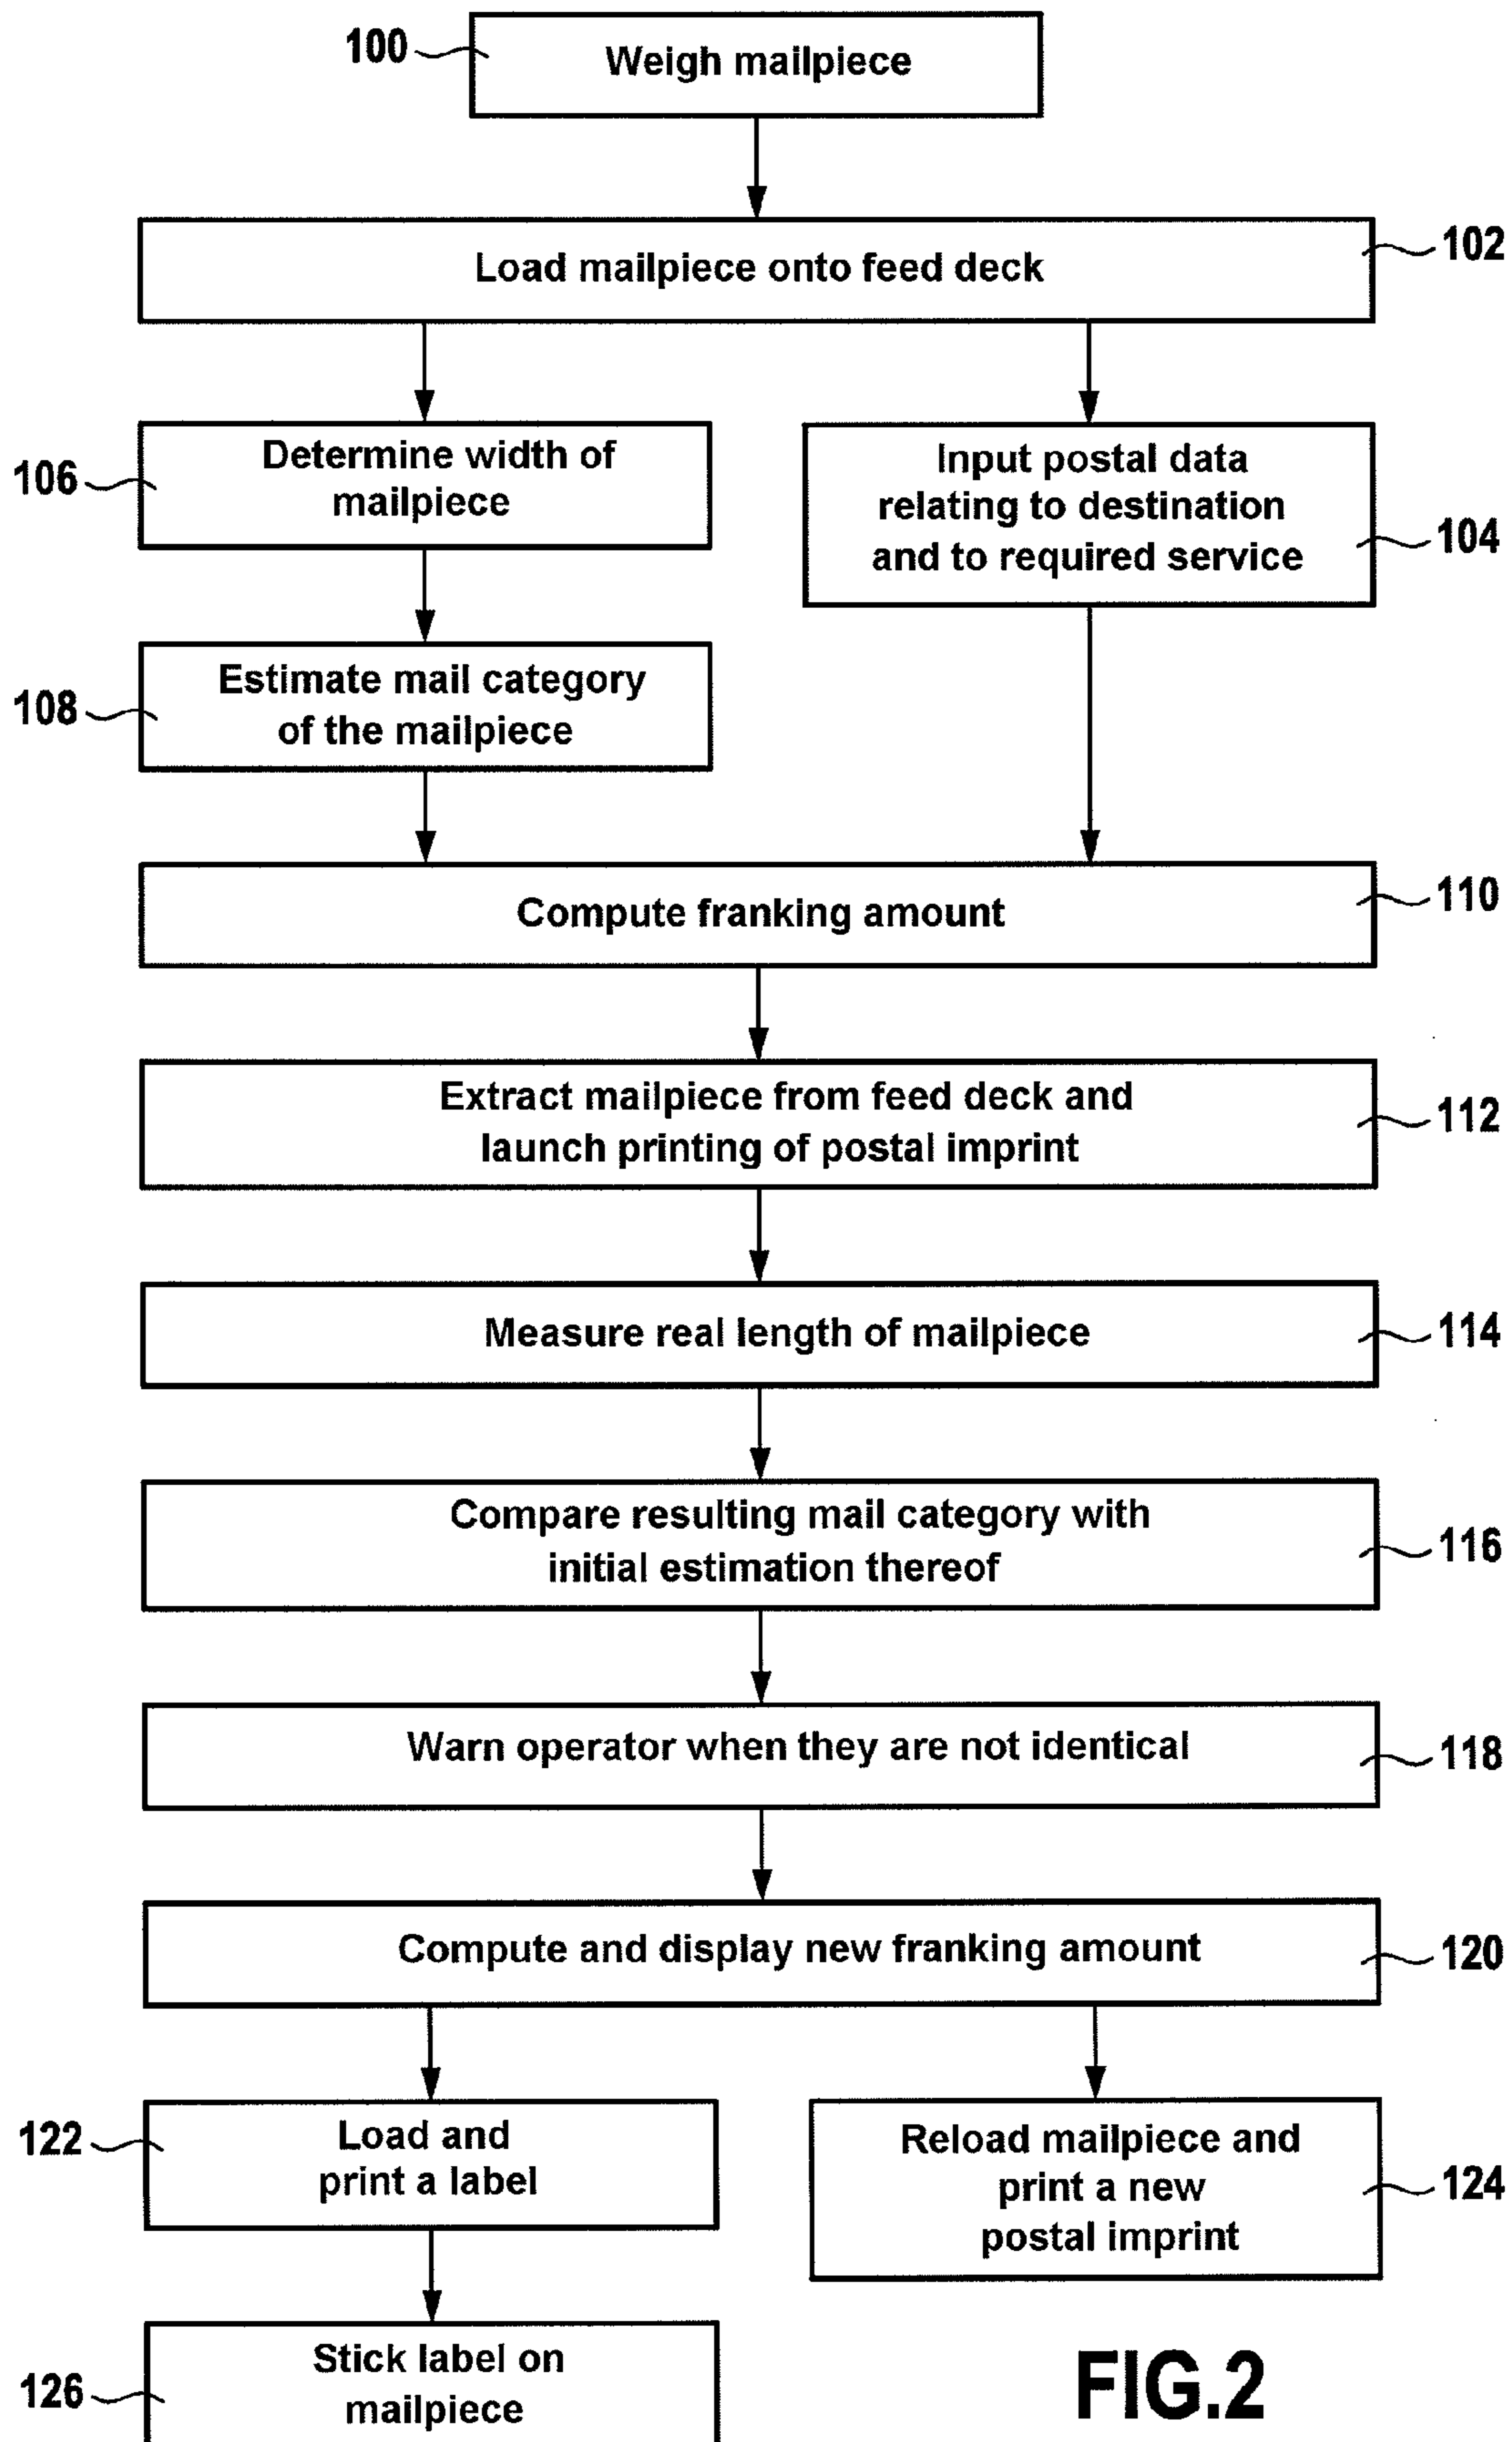 100
Weigh mailpiece
Load mailpiece onto feed deck
102
106
Determine width of
mailpiece
Input postal data
relating to destination
and to required service
104
108
Estimate mail category
of the mailpiece
Compute franking amount
110
Extract mailpiece from feed deck and
launch printing of postal imprint
112
Measure real length of mailpiece
114
Compare resulting mail category with
initial estimation thereof
116
Warn operator when they are not identical
118
Compute and display new franking amount
120
122
Load and
print a label
Reload mailpiece and
print a new
postal imprint
124
126
Stick label on
mailpiece
FIG.2